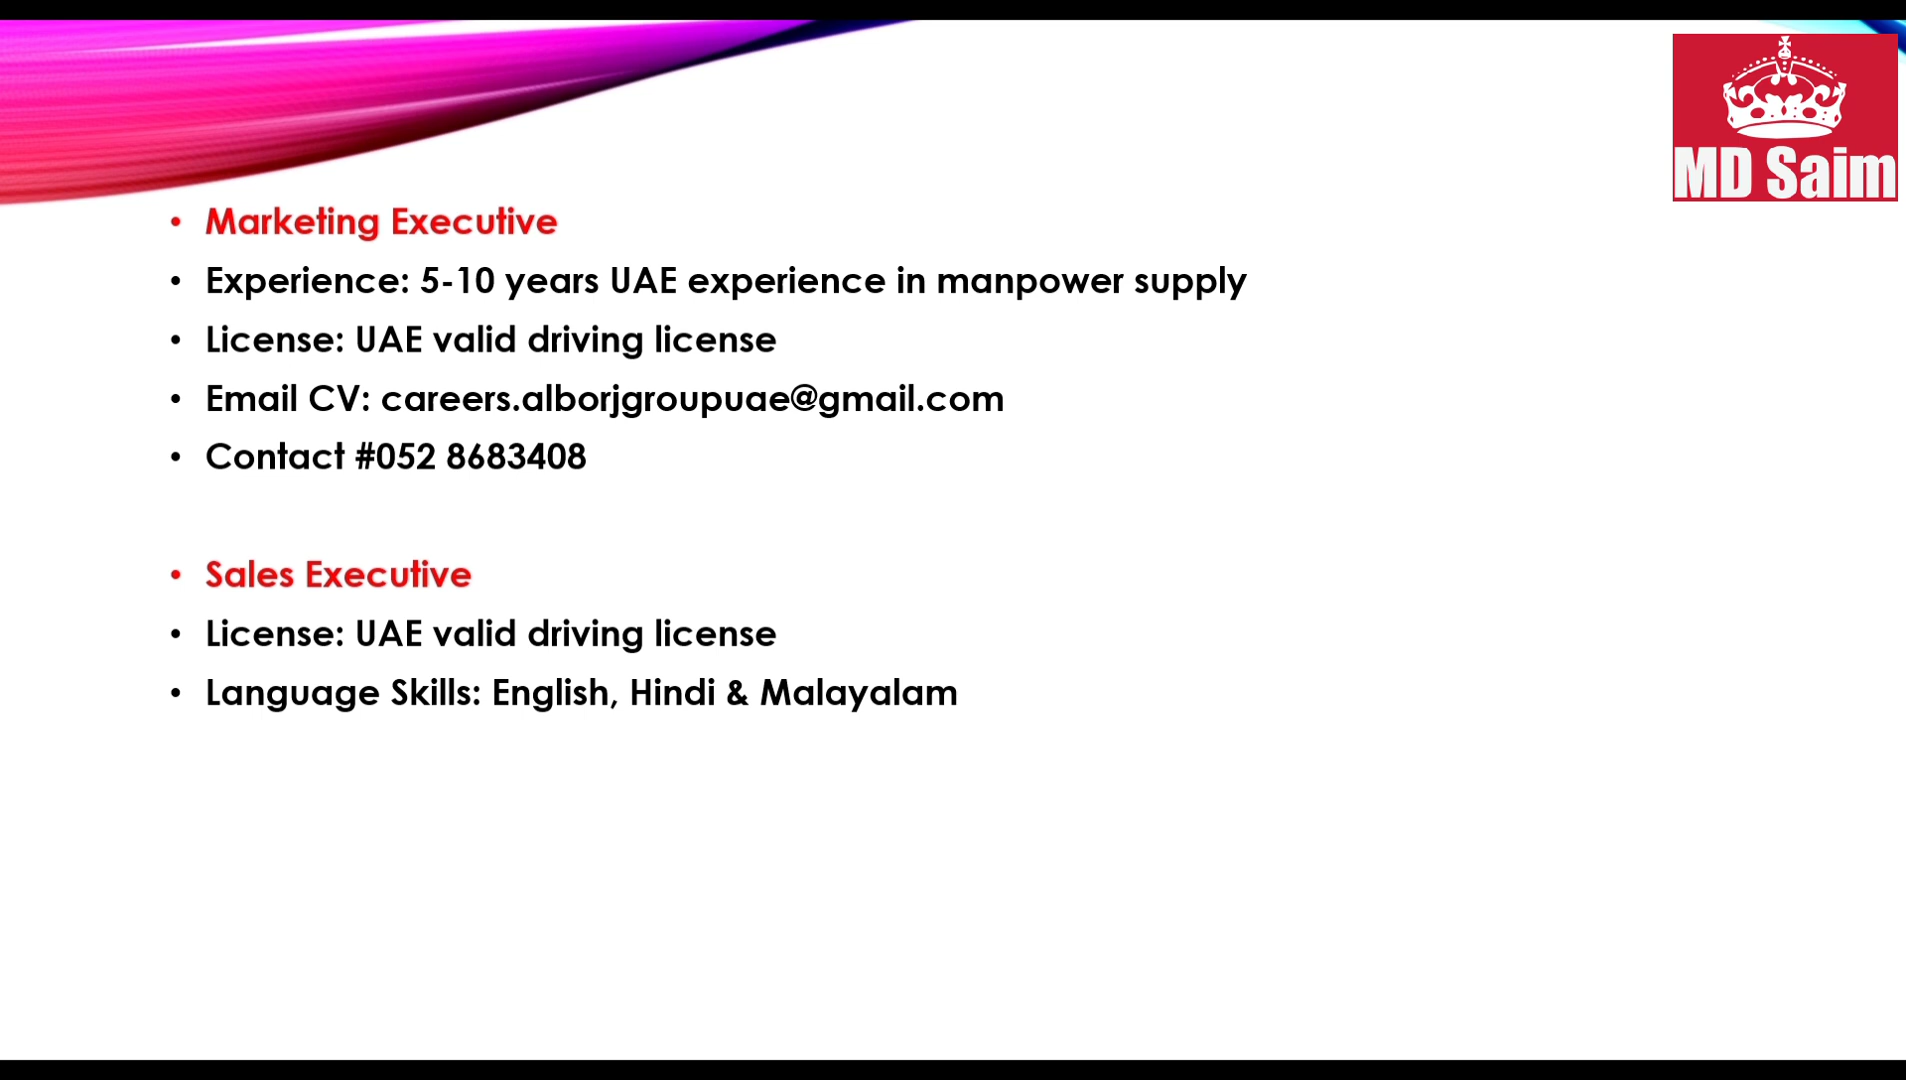 MD Saim
• Marketing Executive
• Experience: 5-10 years UAE experience in manpower supply
• License: UAE valid driving license
• Email CV: careers.alborjgroupuae@gmail.com
• Contact #052 8683408
• Sales Executive
• License: UAE valid driving license
• Language Skills: English, Hindi & Malayalam